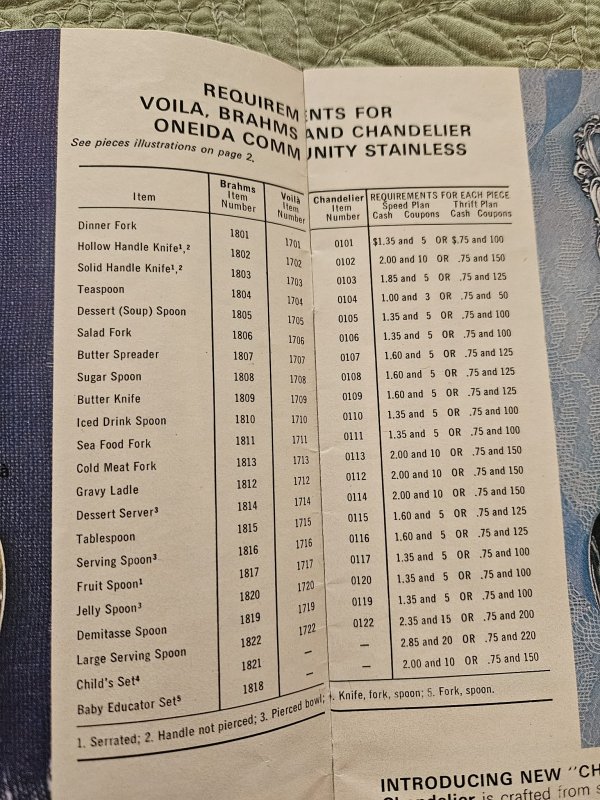 REQUIREMENTS FOR
VOILA, BRAHMS AND CHANDELIER
ONEIDA COMMUNITY STAINLESS
See pieces illustrations on page 2.
Item Brahms Item Number Voilà Item Number Chandelier Item Number REQUIREMENTS FOR EACH PIECE
Speed Plan Thrift Plan
Cash Coupons Cash Coupons
Dinner Fork 1801 1701 0101 $1.35 and 5 OR $.75 and 100
Hollow Handle Knife¹,² 1802 1702 0102 2.00 and 10 OR .75 and 150
Solid Handle Knife¹,² 1803 1703 0103 1.85 and 5 OR .75 and 125
Teaspoon 1804 1704 0104 1.00 and 3 OR .75 and 50
Dessert (Soup) Spoon 1805 1705 0105 1.35 and 5 OR .75 and 100
Salad Fork 1806 1706 0106 1.35 and 5 OR .75 and 100
Butter Spreader 1807 1707 0107 1.60 and 5 OR .75 and 125
Sugar Spoon 1808 1708 0108 1.60 and 5 OR .75 and 125
Butter Knife 1809 1709 0109 1.60 and 5 OR .75 and 125
Iced Drink Spoon 1810 1710 0110 1.35 and 5 OR .75 and 100
Sea Food Fork 1811 1711 0111 1.35 and 5 OR .75 and 100
Cold Meat Fork 1813 1713 0113 2.00 and 10 OR .75 and 150
Gravy Ladle 1812 1712 0112 2.00 and 10 OR .75 and 150
Dessert Server³ 1814 1714 0114 2.00 and 10 OR .75 and 150
Tablespoon 1815 1715 0115 1.60 and 5 OR .75 and 125
Serving Spoon³ 1816 1716 0116 1.60 and 5 OR .75 and 125
Fruit Spoon¹ 1817 1717 0117 1.35 and 5 OR .75 and 100
Jelly Spoon³ 1820 1720 0120 1.35 and 5 OR .75 and 100
Demitasse Spoon 1819 1719 0119 1.35 and 5 OR .75 and 100
Large Serving Spoon 1822 1722 0122 2.35 and 15 OR .75 and 200
Child's Set⁴ 1821 — — 2.85 and 20 OR .75 and 220
Baby Educator Set⁵ 1818 — — 2.00 and 10 OR .75 and 150
1. Serrated; 2. Handle not pierced; 3. Pierced bowl; 4. Knife, fork, spoon; 5. Fork, spoon.
INTRODUCING NEW "CH
Chandelier is crafted from s